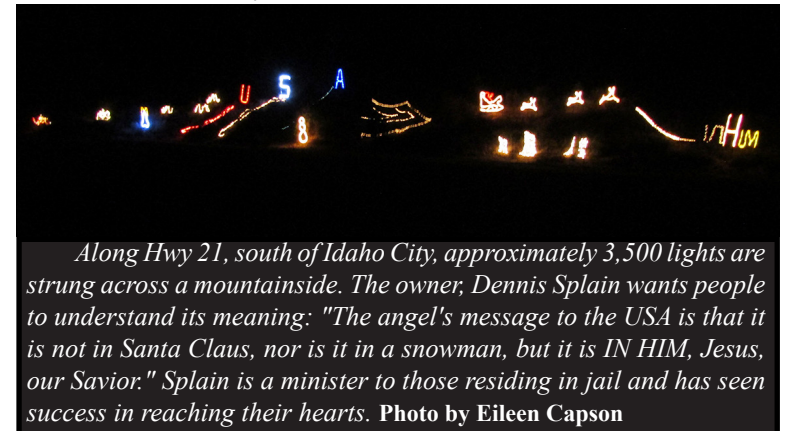 U S A
8
IN HIM
Along Hwy 21, south of Idaho City, approximately 3,500 lights are
strung across a mountainside. The owner, Dennis Splain wants people
to understand its meaning: "The angel's message to the USA is that it
is not in Santa Claus, nor is it in a snowman, but it is IN HIM, Jesus,
our Savior." Splain is a minister to those residing in jail and has seen
success in reaching their hearts. Photo by Eileen Capson